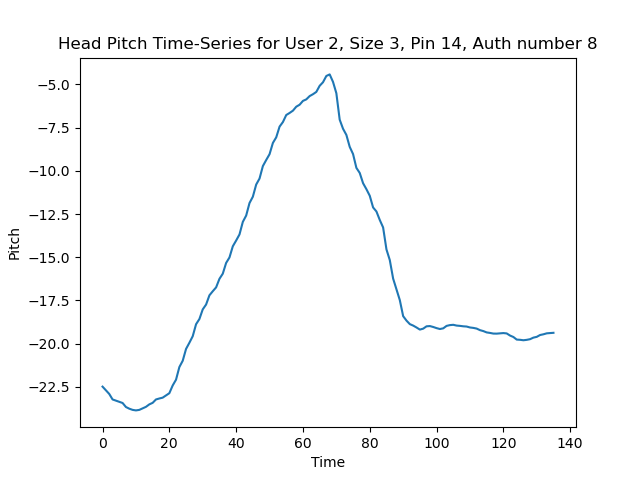 Head Pitch Time-Series for User 2, Size 3, Pin 14, Auth number 8
−5.0
−7.5
−10.0
−12.5
−15.0
−17.5
−20.0
−22.5
Pitch
0 20 40 60 80 100 120 140
Time